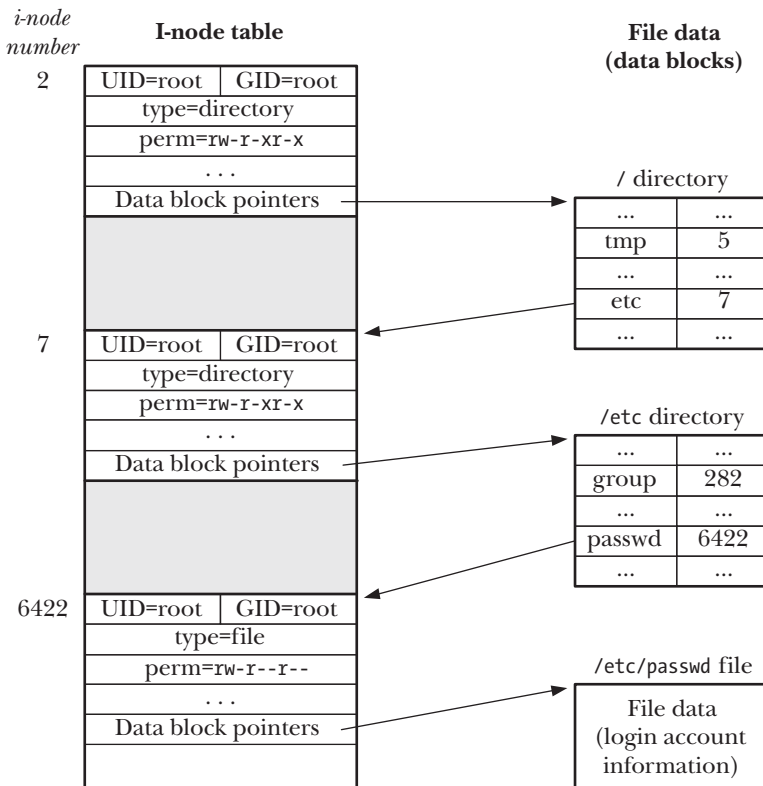 i-node
number
I-node table
File data
(data blocks)
2
UID=root GID=root
type=directory
perm=rw-r-xr-x
. . .
Data block pointers
/ directory
... ...
tmp 5
... ...
etc 7
... ...
7
UID=root GID=root
type=directory
perm=rw-r-xr-x
. . .
Data block pointers
/etc directory
... ...
group 282
... ...
passwd 6422
... ...
6422
UID=root GID=root
type=file
perm=rw-r--r--
. . .
Data block pointers
/etc/passwd file
File data
(login account
information)